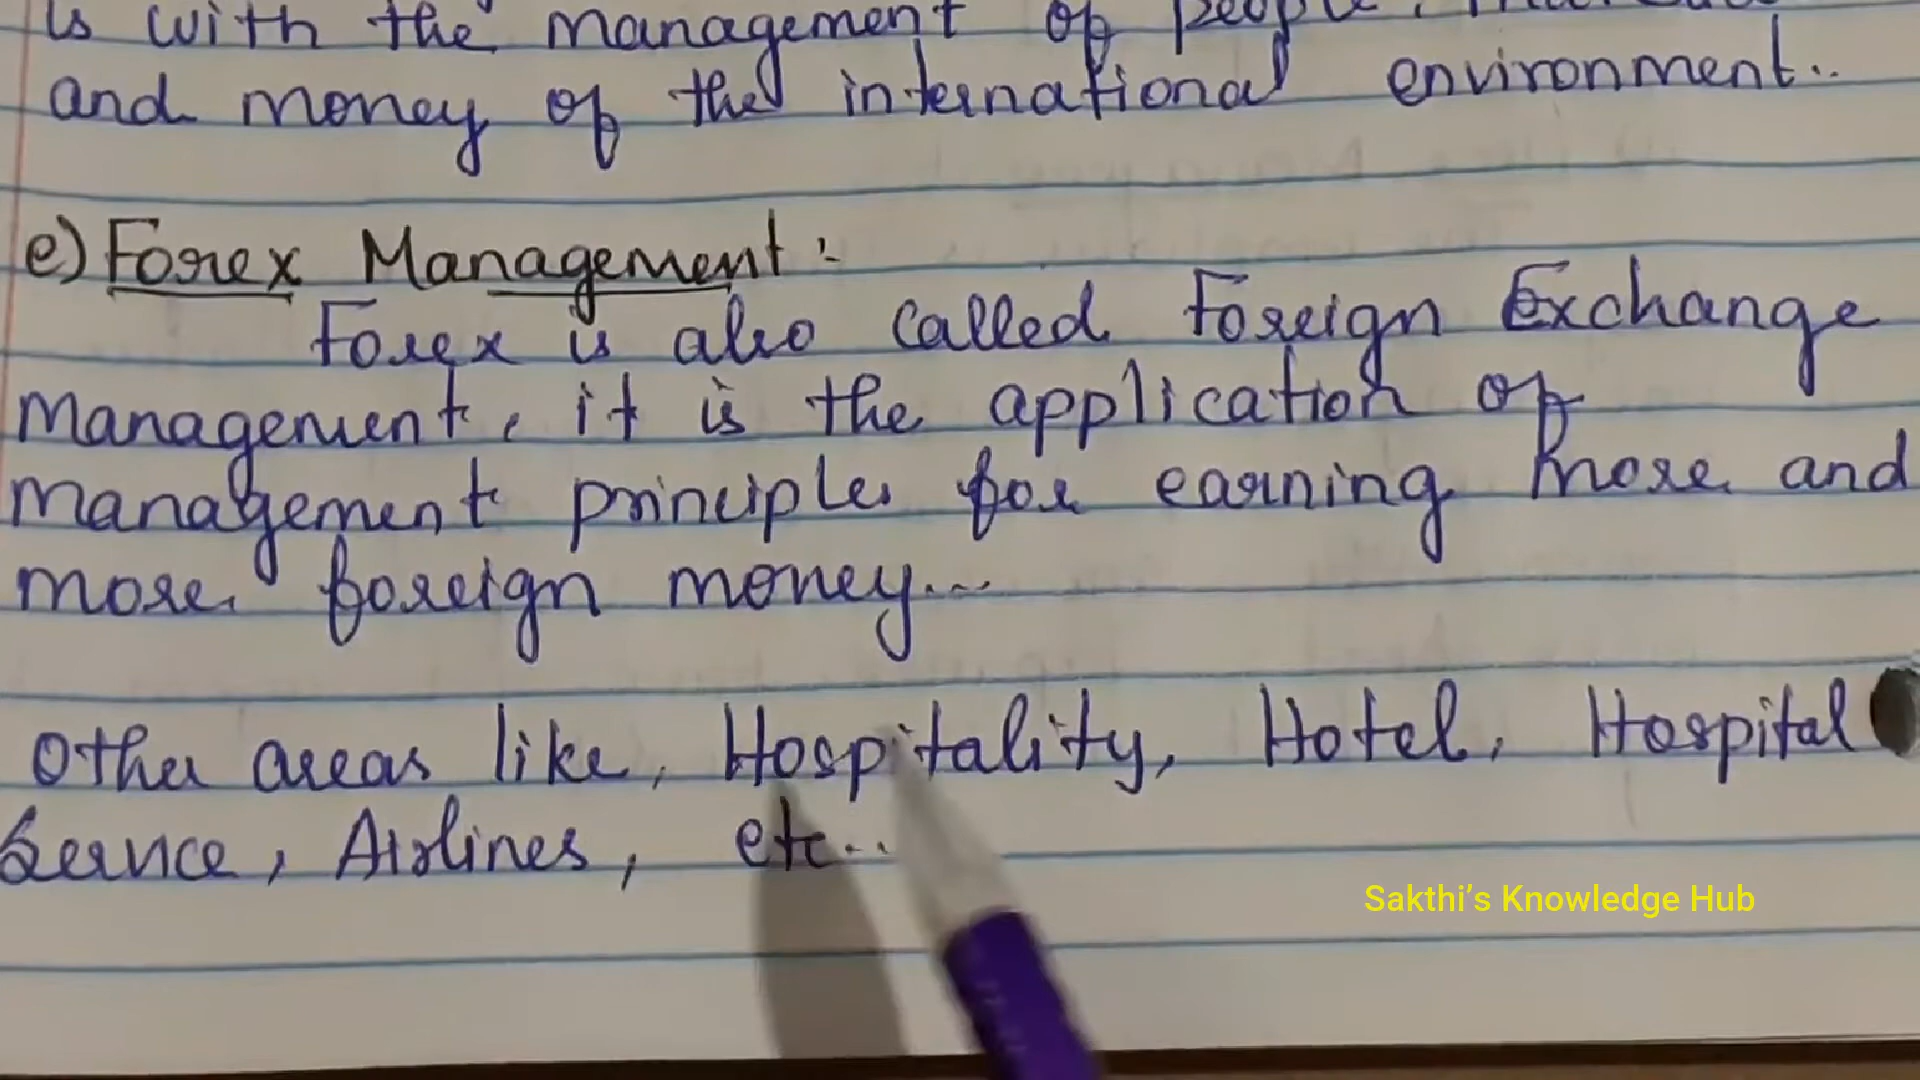 is with the management of people,
and money of the international environment..
e) Forex Management:
Forex is also called Foreign Exchange
Management, it is the application of
management principles for earning more and
more foreign money...
Other areas like, Hospitality, Hotel, Hospital
Service, Airlines, etc..
Sakthi's Knowledge Hub